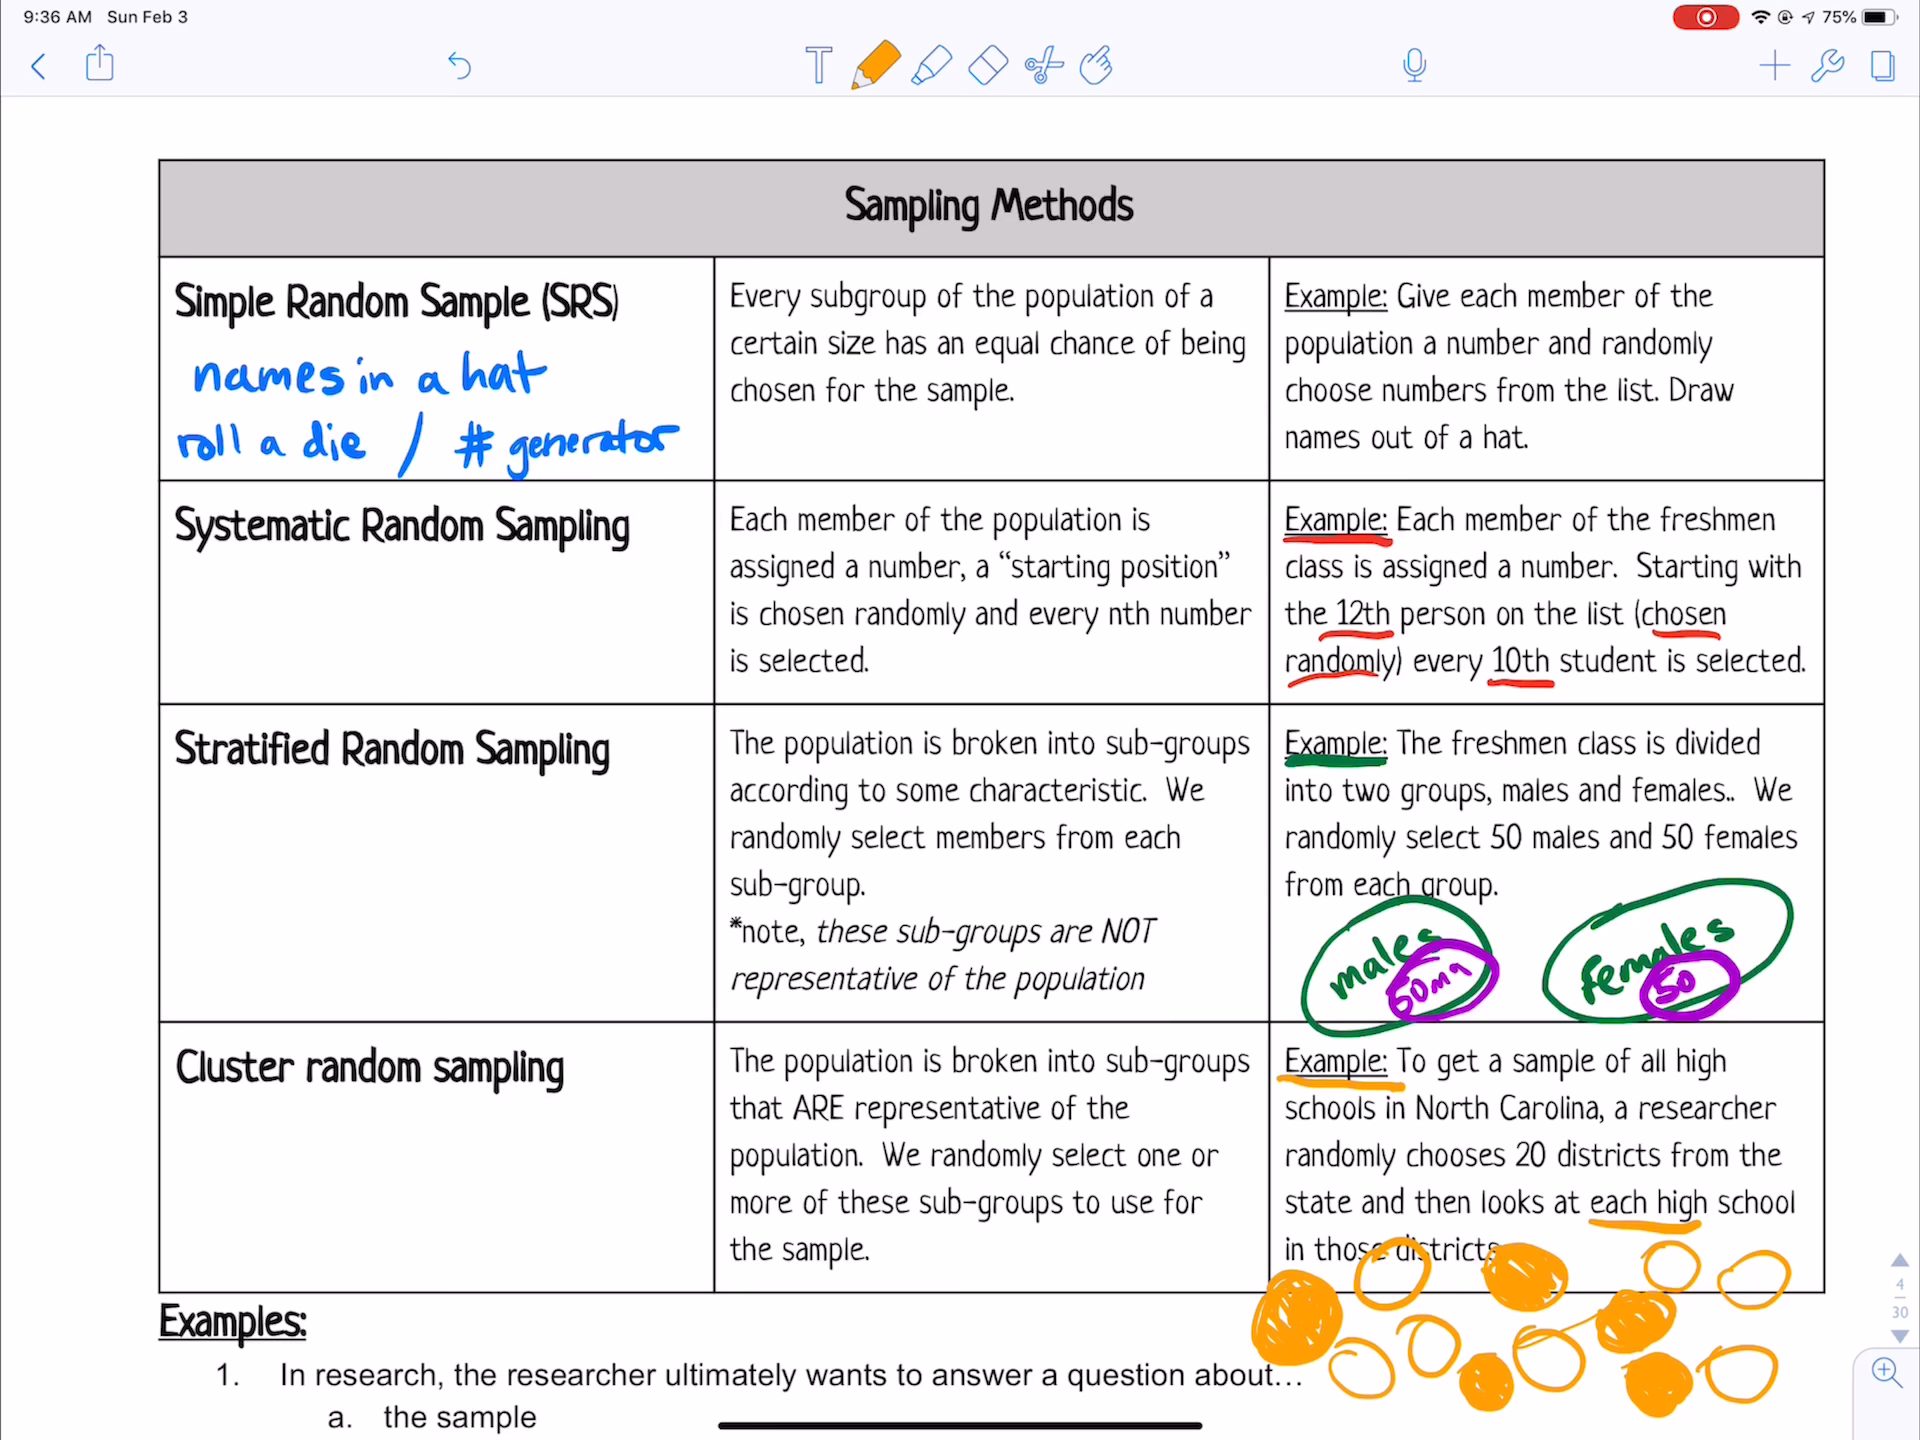 9:36 AM Sun Feb 3
75%
T
Sampling Methods
Simple Random Sample (SRS)
names in a hat
roll a die / # generator
Every subgroup of the population of a
certain size has an equal chance of being
chosen for the sample.
Example: Give each member of the
population a number and randomly
choose numbers from the list. Draw
names out of a hat.
Systematic Random Sampling
Each member of the population is
assigned a number, a “starting position”
is chosen randomly and every nth number
is selected.
Example: Each member of the freshmen
class is assigned a number. Starting with
the 12th person on the list (chosen
randomly) every 10th student is selected.
Stratified Random Sampling
The population is broken into sub-groups
according to some characteristic. We
randomly select members from each
sub-group.
*note, these sub-groups are NOT
representative of the population
Example: The freshmen class is divided
into two groups, males and females.. We
randomly select 50 males and 50 females
from each group.
males
50 ma
females
50
Cluster random sampling
The population is broken into sub-groups
that ARE representative of the
population. We randomly select one or
more of these sub-groups to use for
the sample.
Example: To get a sample of all high
schools in North Carolina, a researcher
randomly chooses 20 districts from the
state and then looks at each high school
in those districts
Examples:
1. In research, the researcher ultimately wants to answer a question about…
a. the sample
4
30